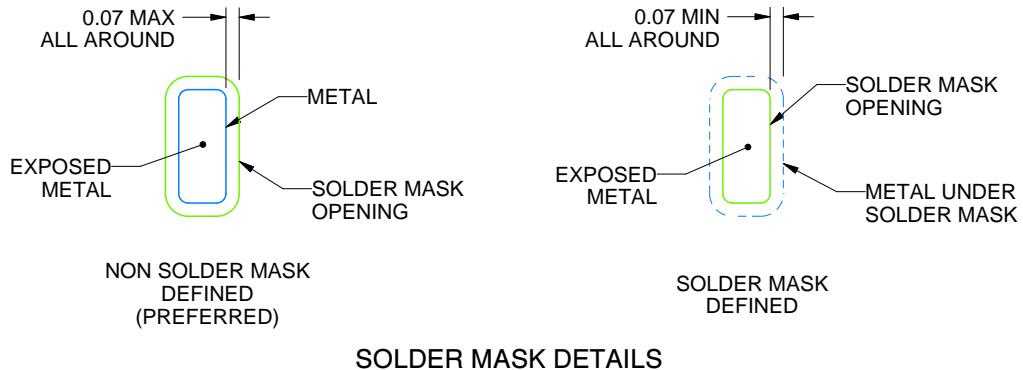 0.07 MAX
ALL AROUND
METAL
EXPOSED
METAL
SOLDER MASK
OPENING
NON SOLDER MASK
DEFINED
(PREFERRED)
0.07 MIN
ALL AROUND
SOLDER MASK
OPENING
EXPOSED
METAL
METAL UNDER
SOLDER MASK
SOLDER MASK
DEFINED
SOLDER MASK DETAILS